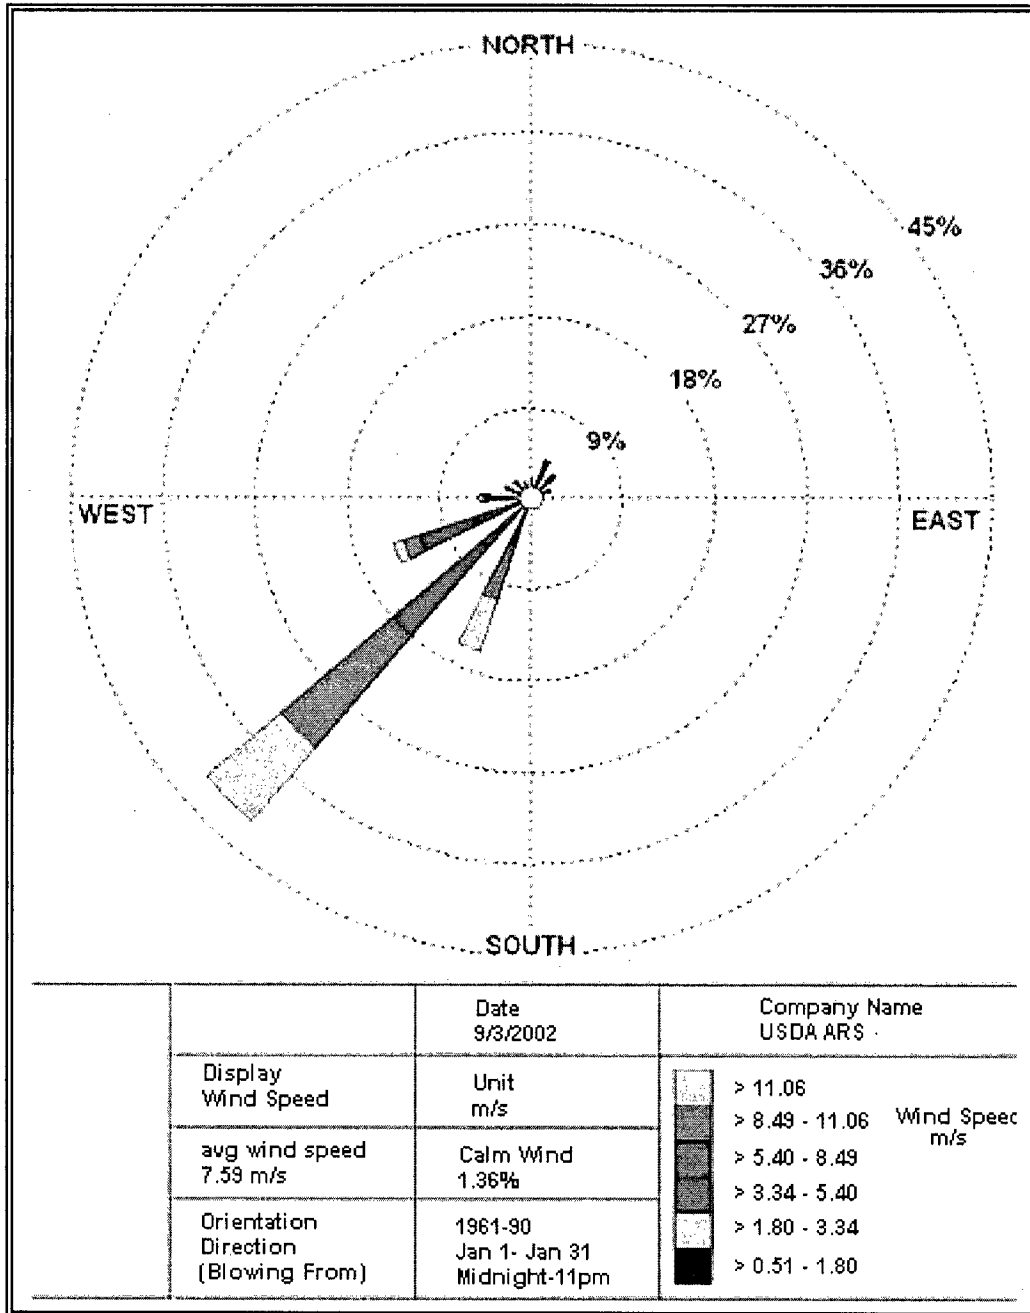 NORTH
45%
36%
27%
18%
9%
WEST
EAST
SOUTH
Date
9/3/2002
Company Name
USDA ARS
Display
Wind Speed
Unit
m/s
avg wind speed
7.59 m/s
Calm Wind
1.36%
Orientation
Direction
(Blowing From)
1961-90
Jan 1- Jan 31
Midnight-11pm
> 11.06
> 8.49 - 11.06
> 5.40 - 8.49
> 3.34 - 5.40
> 1.80 - 3.34
> 0.51 - 1.80
Wind Speed
m/s